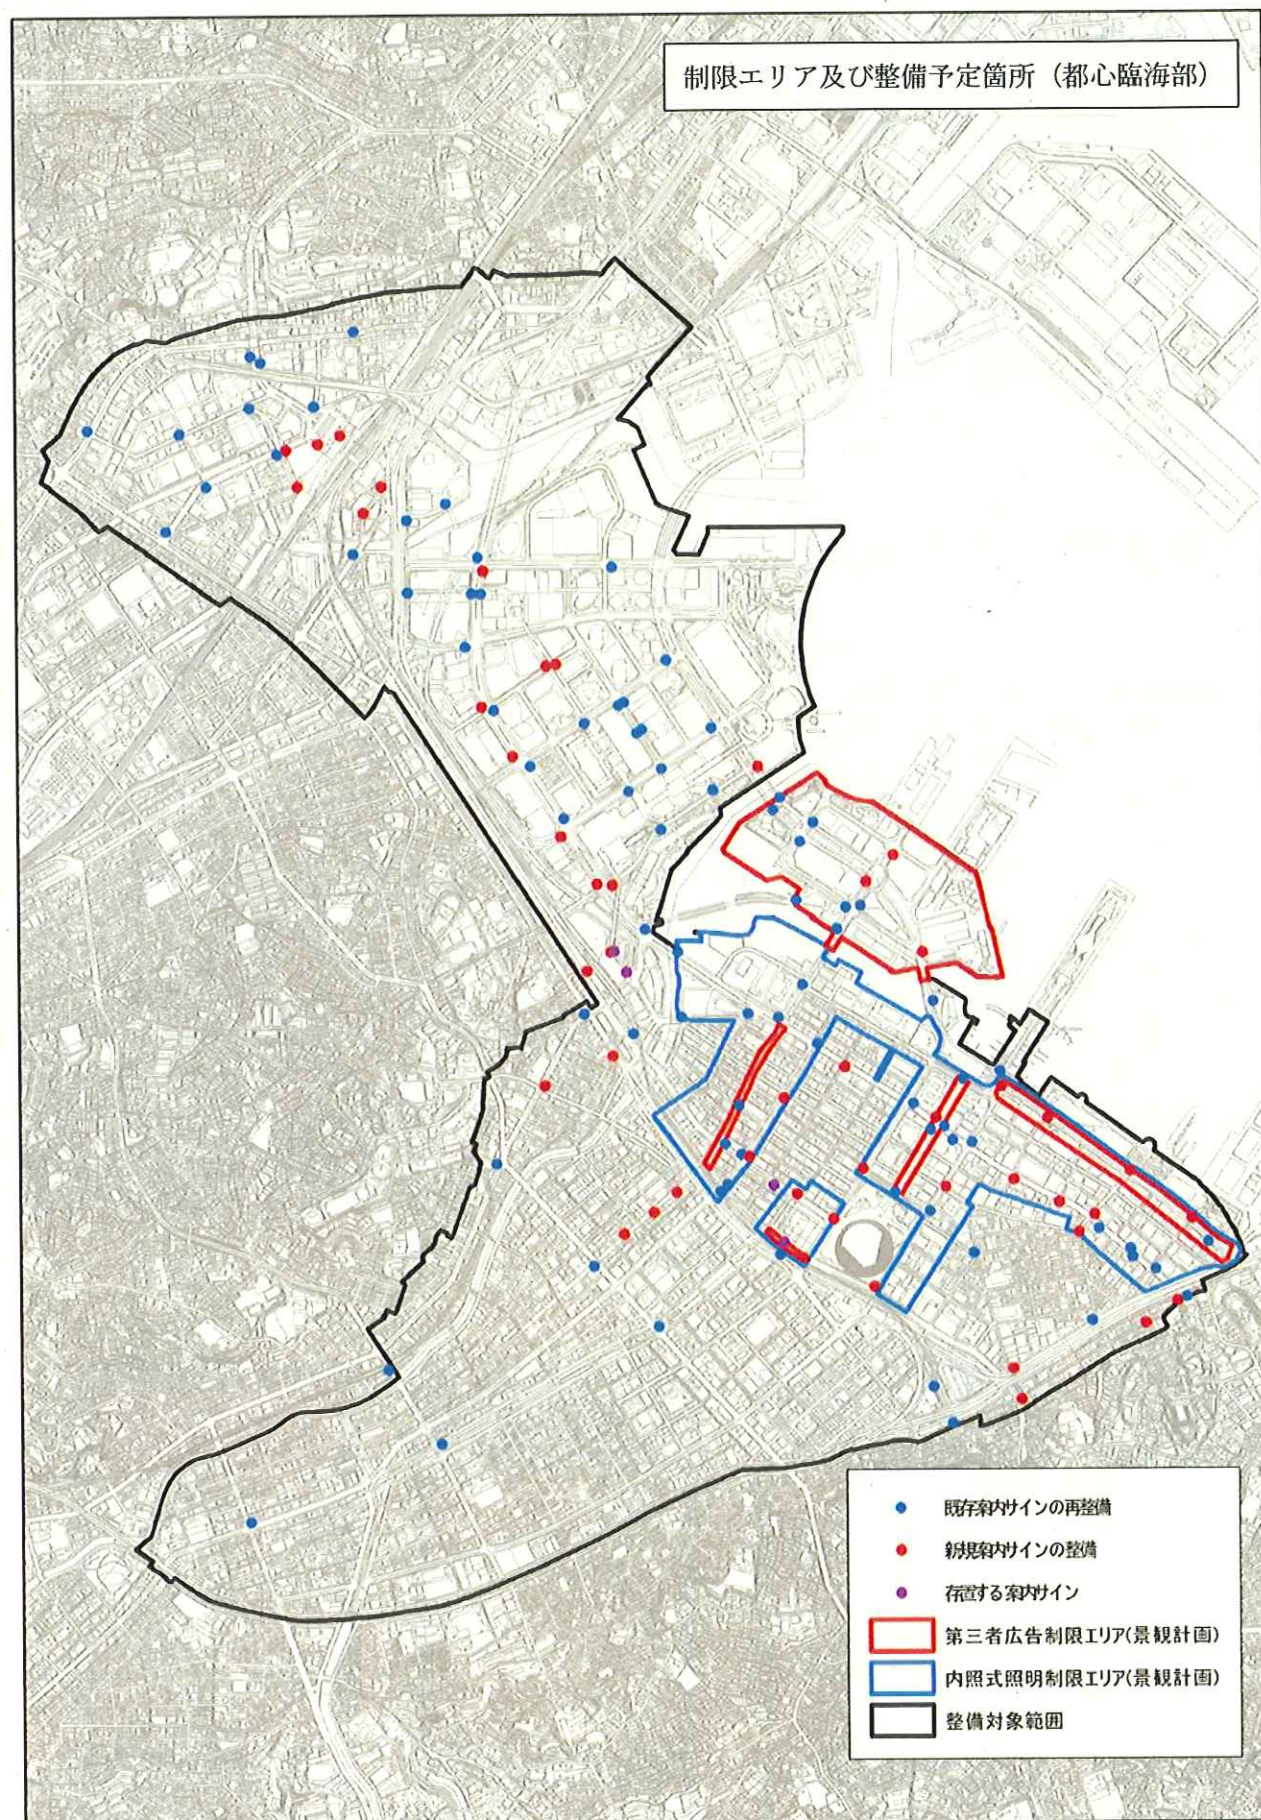 制限エリア及び整備予定箇所（都心臨海部）
既存案内サインの再整備
新規案内サインの整備
存置する案内サイン
第三者広告制限エリア(景観計画)
内照式照明制限エリア(景観計画)
整備対象範囲